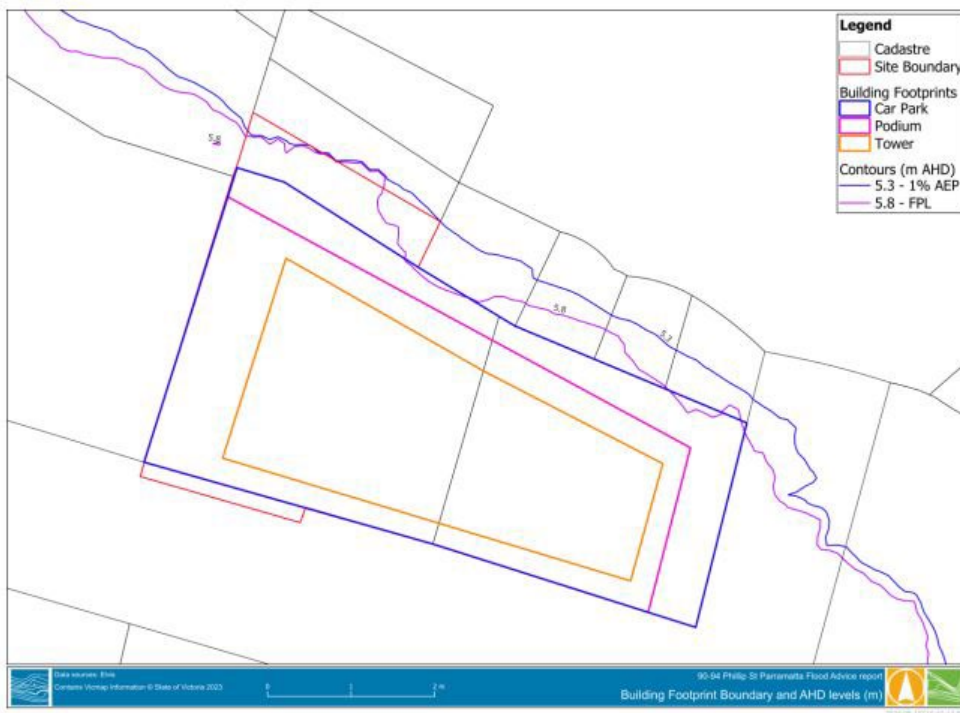 Legend
Cadastre
Site Boundary
Building Footprints
Car Park
Podium
Tower
Contours (m AHD)
5.3 - 1% AEP
5.8 - FPL
5.8
5.8
5.7
Data sources: Elvis
Contains Vicmap Information © State of Victoria 2023
0 1 2 m
90-94 Phillip St Parramatta Flood Advice report
Building Footprint Boundary and AHD levels (m)